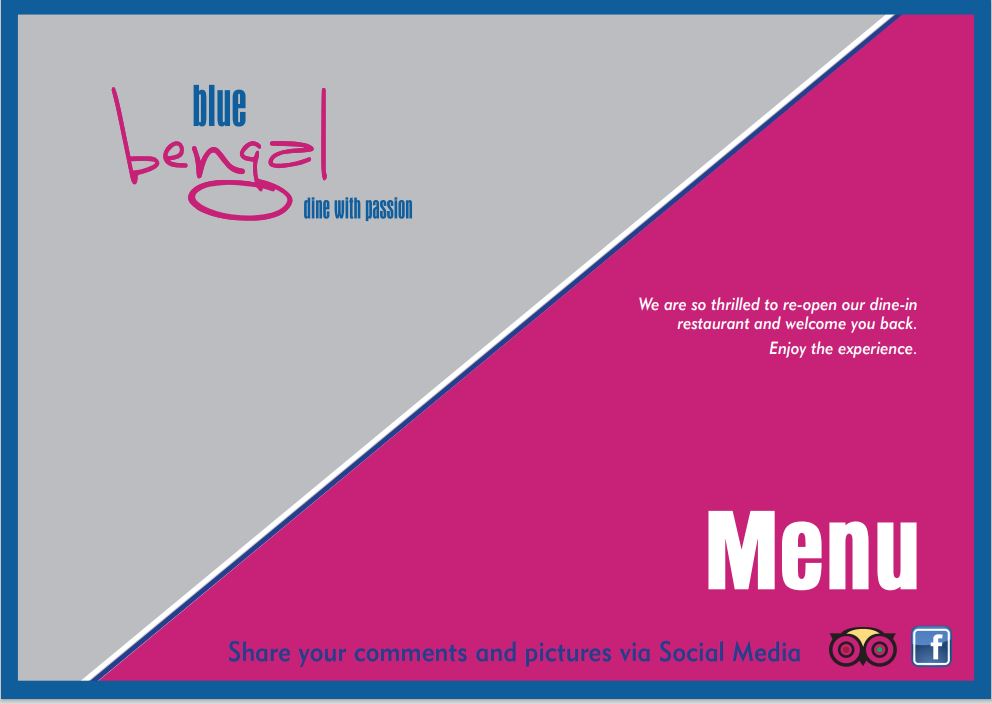 blue
bengal
dine with passion
We are so thrilled to re-open our dine-in
restaurant and welcome you back.
Enjoy the experience.
Menu
Share your comments and pictures via Social Media
f